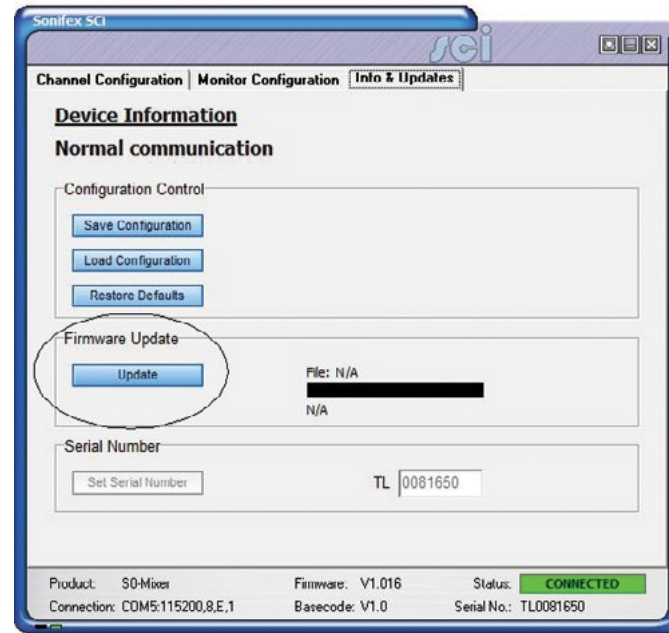 Sonifex SCI
sci
Channel Configuration Monitor Configuration Info & Updates
Device Information
Normal communication
Configuration Control
Save Configuration
Load Configuration
Restore Defaults
Firmware Update
Update
File: N/A
N/A
Serial Number
Set Serial Number TL 0081650
Product: S0-Mixer Firmware: V1.016 Status: CONNECTED
Connection: COM5:115200,8,E,1 Basecode: V1.0 Serial No.: TL0081650